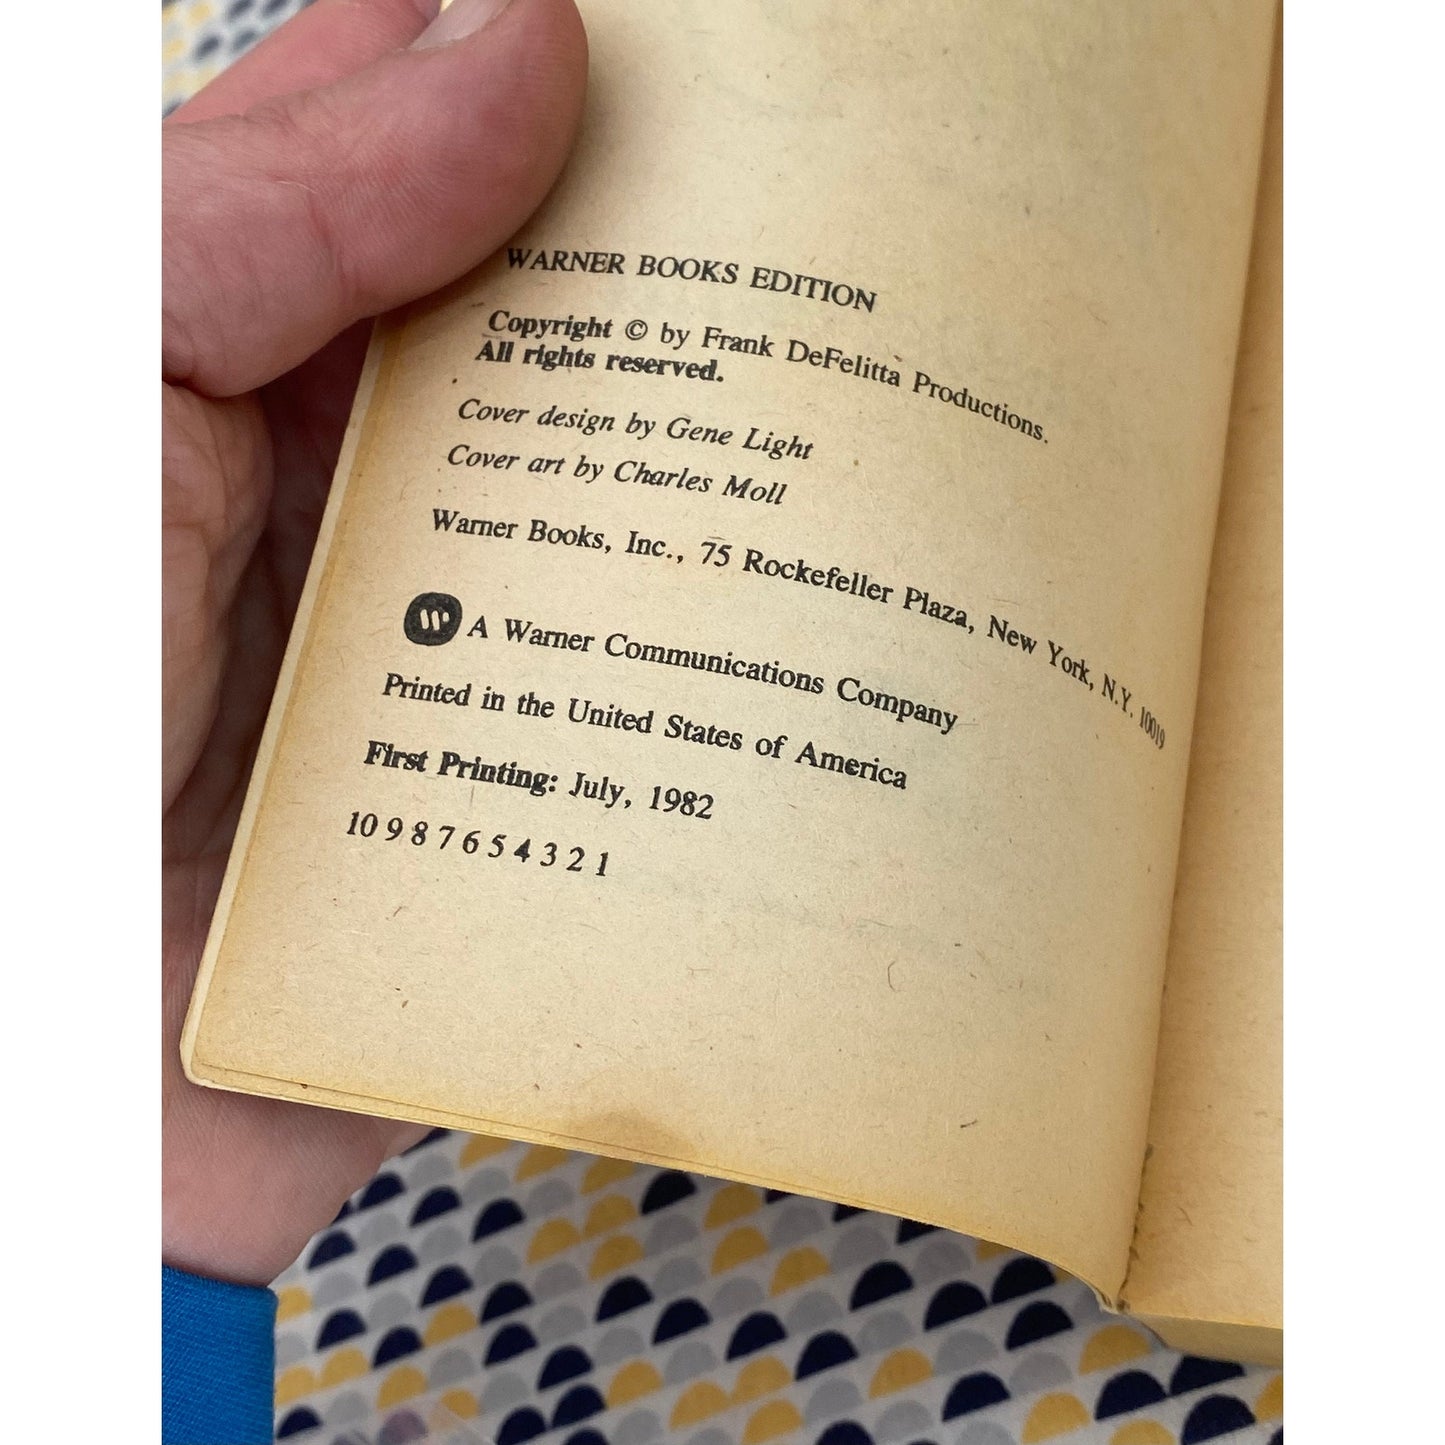 WARNER BOOKS EDITION
Copyright © by Frank DeFelitta Productions.
All rights reserved.
Cover design by Gene Light
Cover art by Charles Moll
Warner Books, Inc., 75 Rockefeller Plaza, New York, N.Y. 10019
W A Warner Communications Company
Printed in the United States of America
First Printing: July, 1982
10 9 8 7 6 5 4 3 2 1